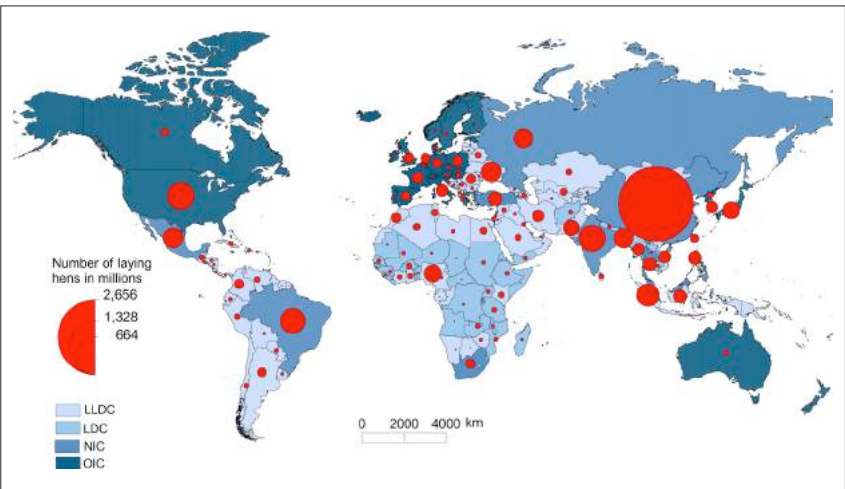 Number of laying
hens in millions
2,656
1,328
664
LLDC
LDC
NIC
OIC
0 2000 4000 km